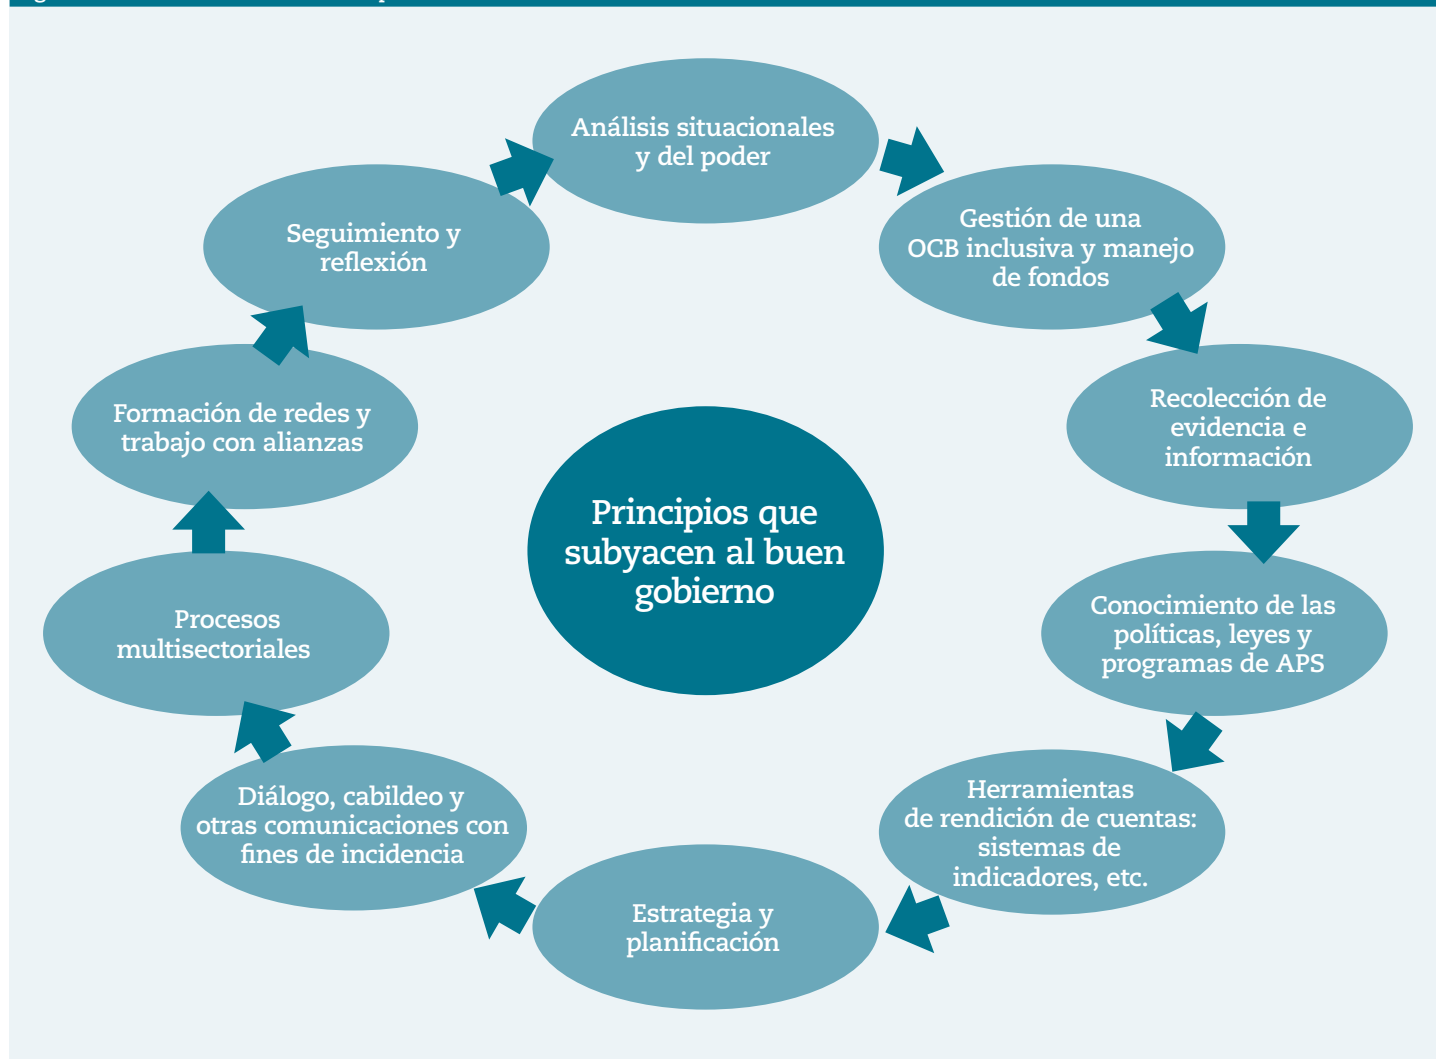 Análisis situacionales
y del poder
Gestión de una
OCB inclusiva y manejo
de fondos
Recolección de
evidencia e
información
Conocimiento de las
políticas, leyes y
programas de APS
Herramientas
de rendición de cuentas:
sistemas de
indicadores, etc.
Estrategia y
planificación
Diálogo, cabildeo y
otras comunicaciones con
fines de incidencia
Procesos
multisectoriales
Formación de redes y
trabajo con alianzas
Seguimiento y
reflexión
Principios que
subyacen al buen
gobierno